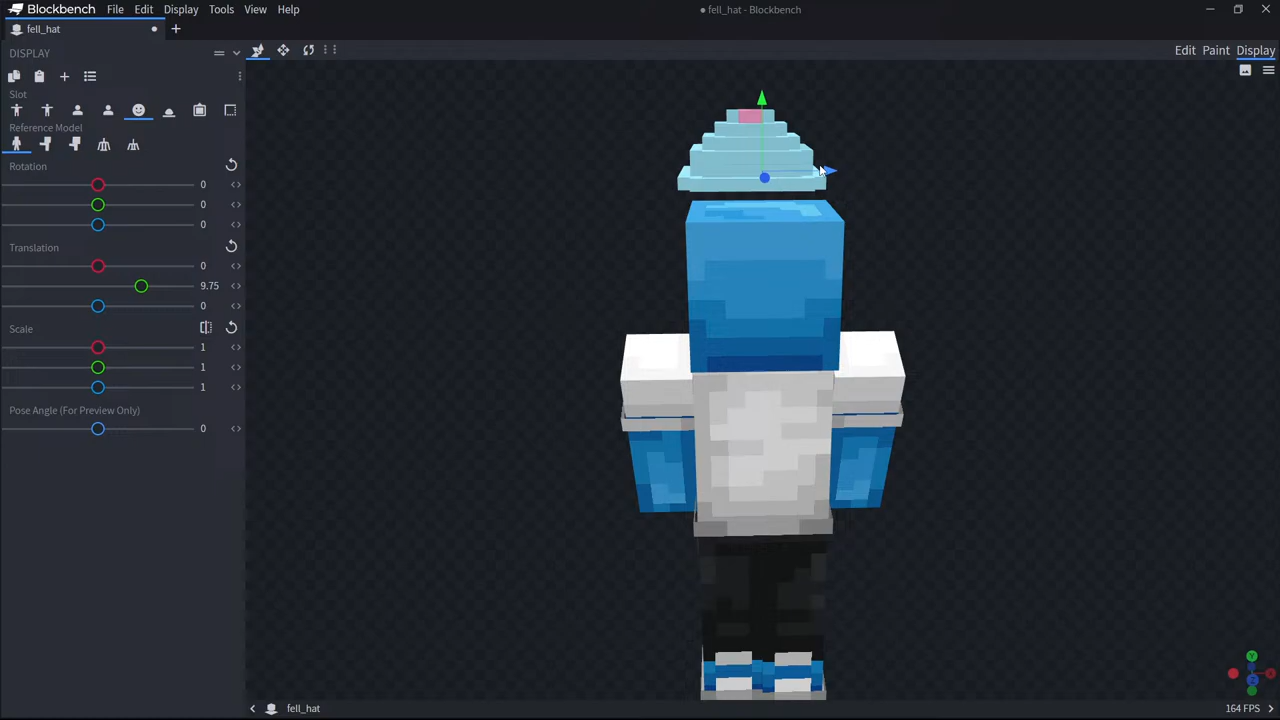 Blockbench File Edit Display Tools View Help
● fell_hat - Blockbench
fell_hat
DISPLAY
Edit Paint Display
Slot
Reference Model
Rotation
0
0
0
Translation
0
9.75
0
Scale
1
1
1
Pose Angle (For Preview Only)
0
Y
Z
fell_hat
164 FPS